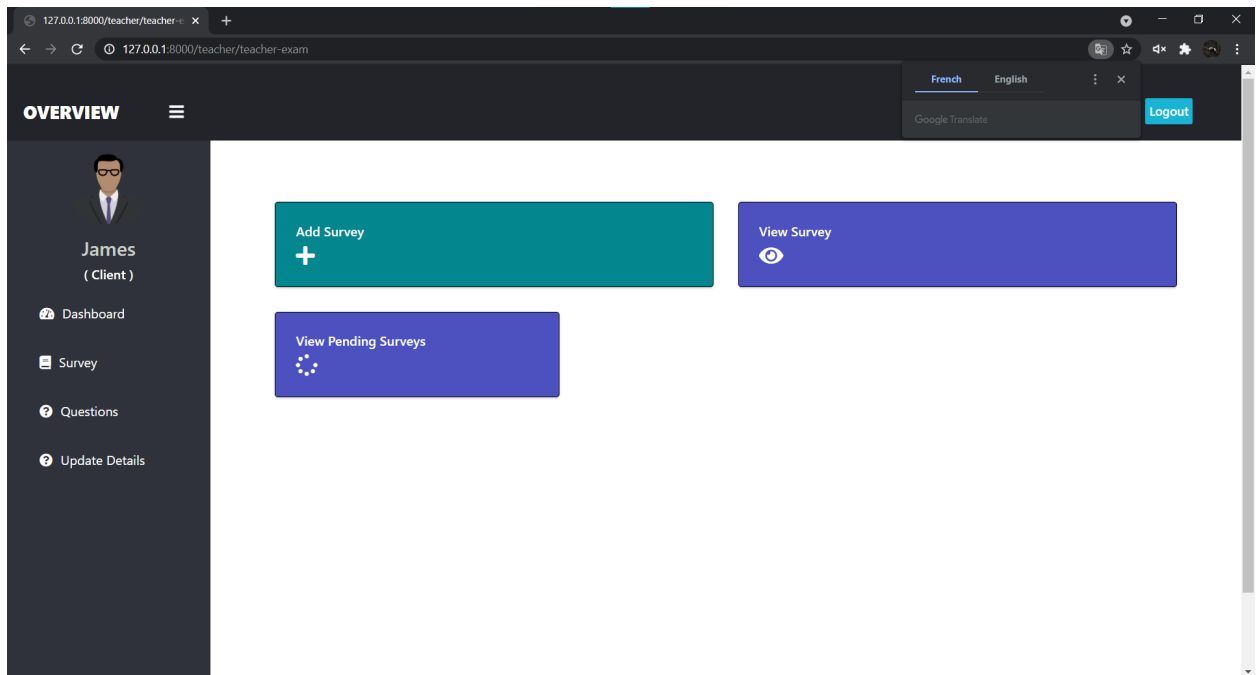 127.0.0.1:8000/teacher/teacher-e
127.0.0.1:8000/teacher/teacher-exam
French English
Google Translate
OVERVIEW
Logout
James
( Client )
Dashboard
Survey
Questions
Update Details
Add Survey
View Survey
View Pending Surveys